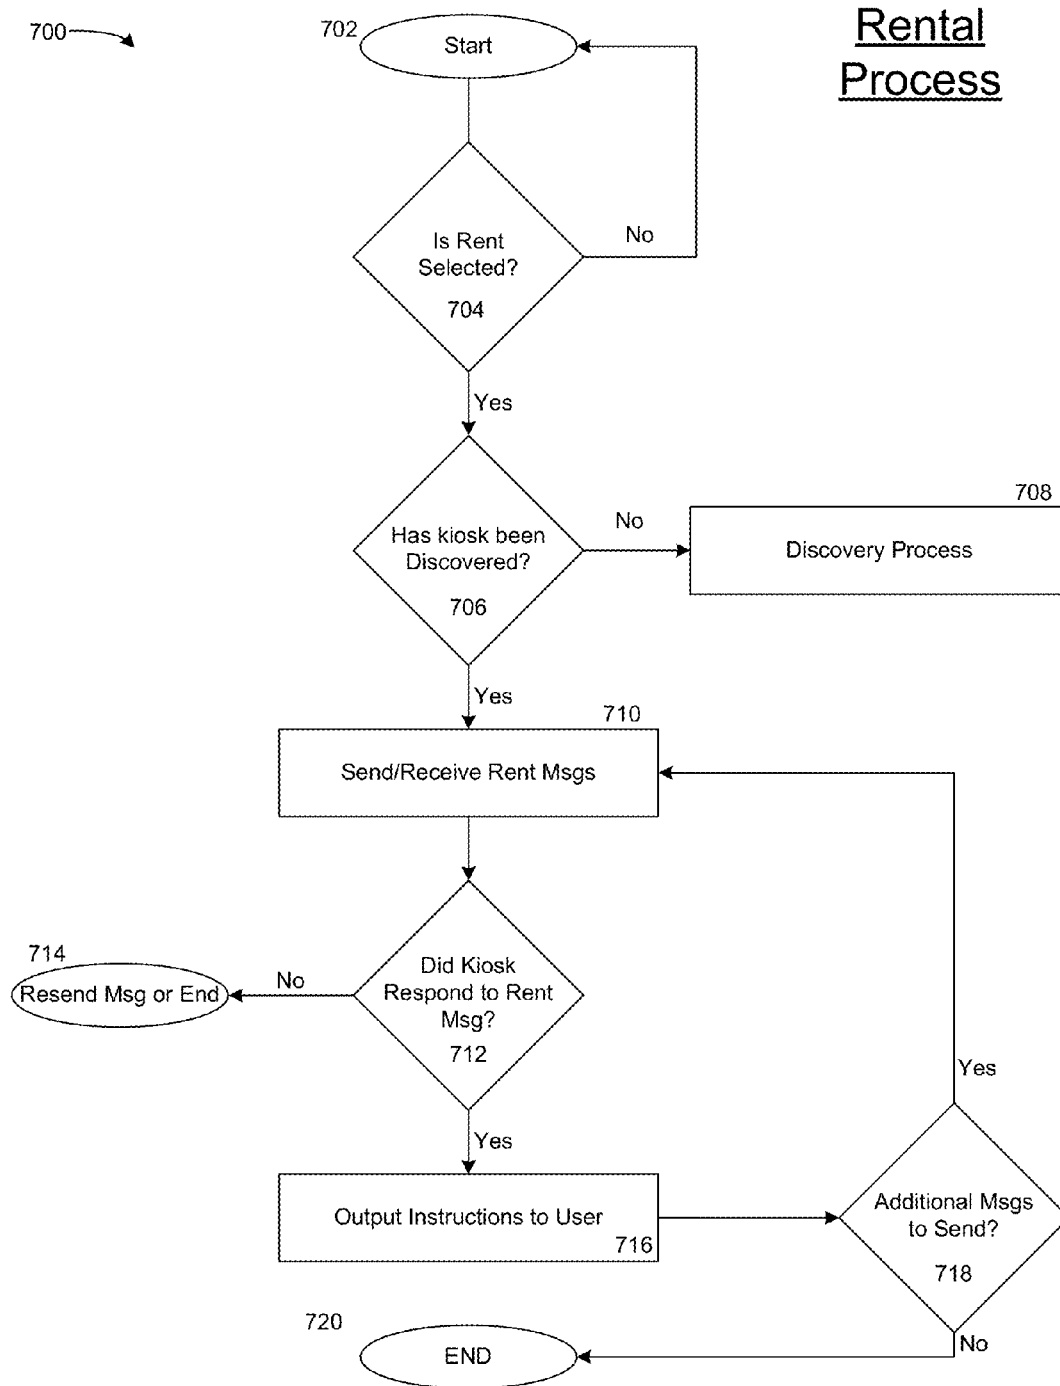 700
702
Start
Rental
Process
Is Rent
Selected?
704
No
Yes
Has kiosk been
Discovered?
706
No
708
Discovery Process
Yes
710
Send/Receive Rent Msgs
714
Resend Msg or End
No
Did Kiosk
Respond to Rent
Msg?
712
Yes
Yes
Output Instructions to User
716
Additional Msgs
to Send?
718
720
END
No